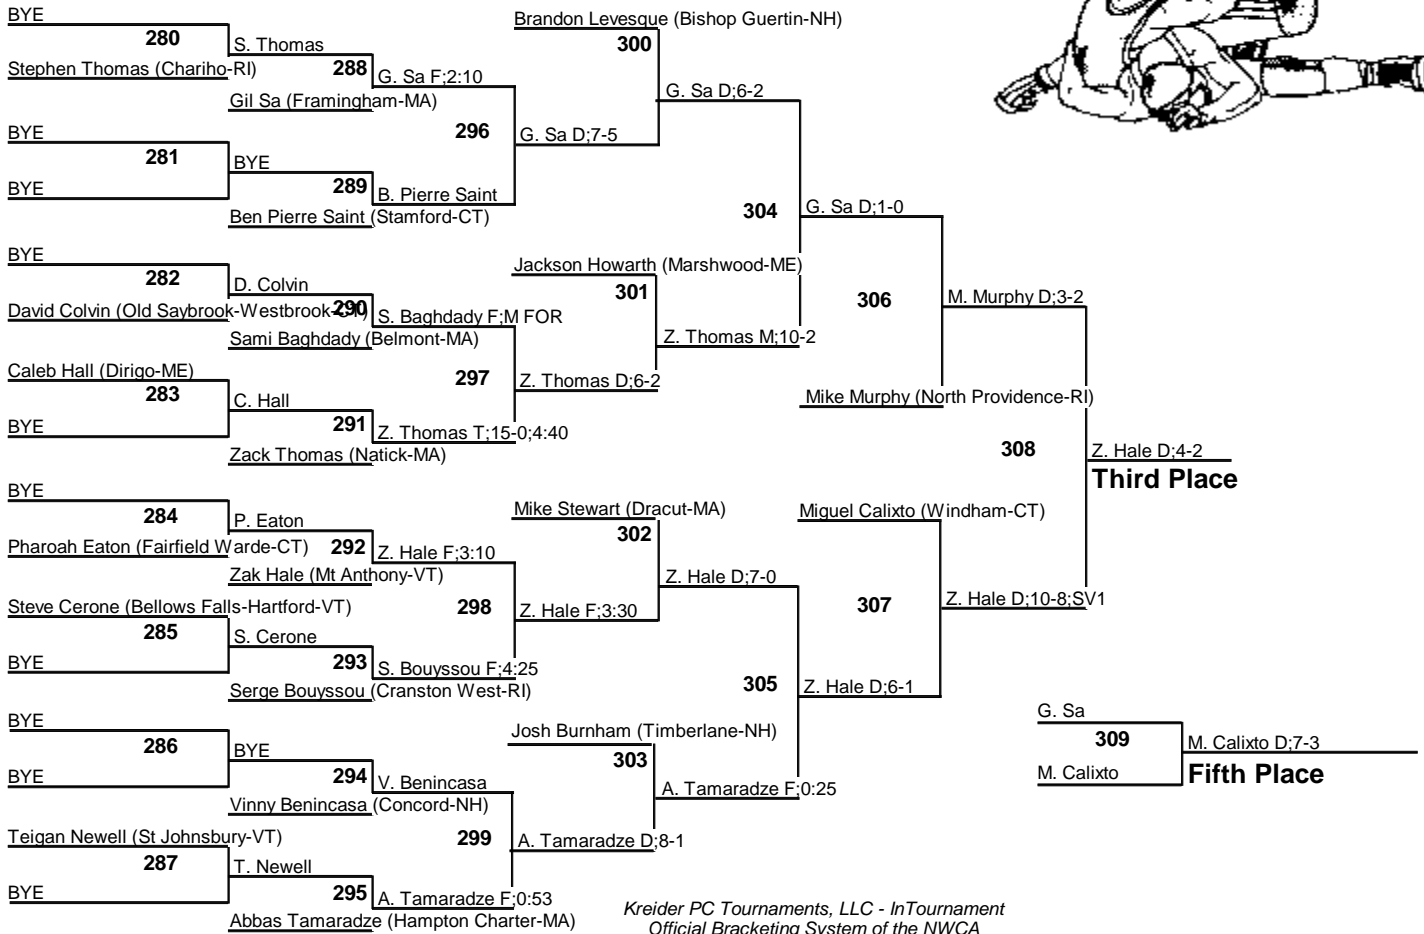 BYE
280
Stephen Thomas (Chariho-RI)
S. Thomas
288
Gil Sa (Framingham-MA)
G. Sa F;2:10
BYE
281
BYE
BYE
289
Ben Pierre Saint (Stamford-CT)
B. Pierre Saint
296
G. Sa D;7-5
Brandon Levesque (Bishop Guertin-NH)
300
G. Sa D;6-2
BYE
282
David Colvin (Old Saybrook-Westbrook-CT)
D. Colvin
290
Sami Baghdady (Belmont-MA)
S. Baghdady F;M FOR
Caleb Hall (Dirigo-ME)
283
BYE
C. Hall
291
Zack Thomas (Natick-MA)
Z. Thomas T;15-0;4:40
297
Z. Thomas D;6-2
Jackson Howarth (Marshwood-ME)
301
Z. Thomas M;10-2
304
G. Sa D;1-0
306
Mike Murphy (North Providence-RI)
M. Murphy D;3-2
BYE
284
Pharoah Eaton (Fairfield Warde-CT)
P. Eaton
292
Zak Hale (Mt Anthony-VT)
Z. Hale F;3:10
Steve Cerone (Bellows Falls-Hartford-VT)
285
BYE
S. Cerone
293
Serge Bouyssou (Cranston West-RI)
S. Bouyssou F;4:25
298
Z. Hale F;3:30
Mike Stewart (Dracut-MA)
302
Z. Hale D;7-0
BYE
286
BYE
BYE
294
Vinny Benincasa (Concord-NH)
V. Benincasa
Teigan Newell (St Johnsbury-VT)
287
BYE
T. Newell
295
Abbas Tamaradze (Hampton Charter-MA)
A. Tamaradze F;0:53
299
A. Tamaradze D;8-1
Josh Burnham (Timberlane-NH)
303
A. Tamaradze F;0:25
305
Z. Hale D;6-1
Miguel Calixto (Windham-CT)
307
Z. Hale D;10-8;SV1
308
Z. Hale D;4-2
Third Place
G. Sa
309
M. Calixto
M. Calixto D;7-3
Fifth Place
Kreider PC Tournaments, LLC - InTournament
Official Bracketing System of the NWCA